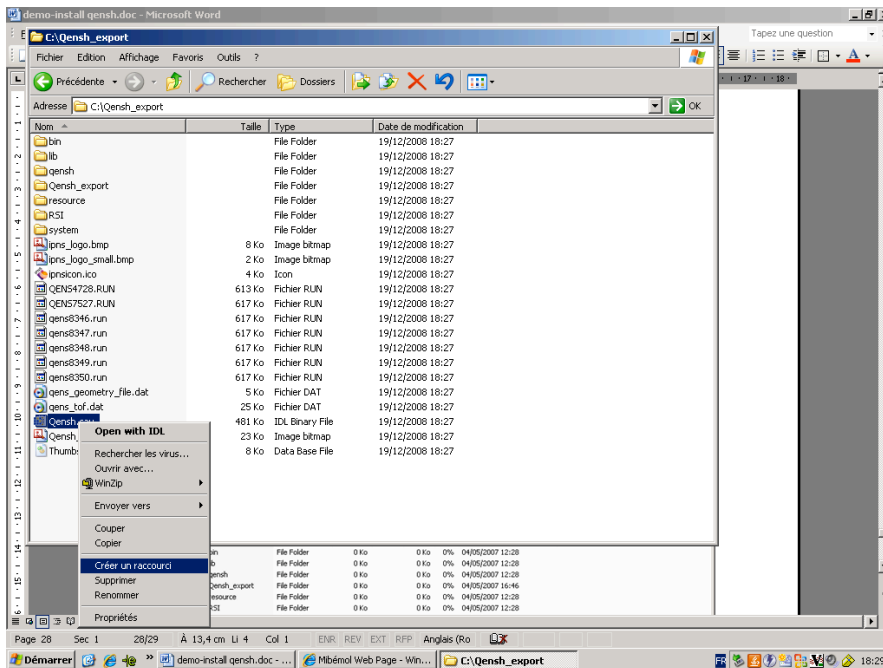 demo-install qensh.doc - Microsoft Word
C:\Qensh_export
Tapez une question
Fichier Edition Affichage Favoris Outils ?
Précédente Rechercher Dossiers
Adresse C:\Qensh_export OK
17 18
Nom Taille Type Date de modification
bin File Folder 19/12/2008 18:27
lib File Folder 19/12/2008 18:27
qensh File Folder 19/12/2008 18:27
Qensh_export File Folder 19/12/2008 18:27
resource File Folder 19/12/2008 18:27
RSI File Folder 19/12/2008 18:27
system File Folder 19/12/2008 18:27
ipns_logo.bmp 8 Ko Image bitmap 19/12/2008 18:27
ipns_logo_small.bmp 2 Ko Image bitmap 19/12/2008 18:27
ipnsicon.ico 4 Ko Icon 19/12/2008 18:27
QENS4728.RUN 613 Ko Fichier RUN 19/12/2008 18:27
QENS7527.RUN 617 Ko Fichier RUN 19/12/2008 18:27
qens8346.run 617 Ko Fichier RUN 19/12/2008 18:27
qens8347.run 617 Ko Fichier RUN 19/12/2008 18:27
qens8348.run 617 Ko Fichier RUN 19/12/2008 18:27
qens8349.run 617 Ko Fichier RUN 19/12/2008 18:27
qens8350.run 617 Ko Fichier RUN 19/12/2008 18:27
qens_geometry_file.dat 5 Ko Fichier DAT 19/12/2008 18:27
qens_tof.dat 25 Ko Fichier DAT 19/12/2008 18:27
Qensh.sav 481 Ko IDL Binary File 19/12/2008 18:27
Qensh_ 23 Ko Image bitmap 19/12/2008 18:27
Thumb 8 Ko Data Base File 19/12/2008 18:27
Open with IDL
Rechercher les virus...
Ouvrir avec...
WinZip
Envoyer vers
Couper
Copier
Créer un raccourci
Supprimer
Renommer
Propriétés
bin File Folder 0 Ko 0 Ko 0% 04/05/2007 12:28
File Folder 0 Ko 0 Ko 0% 04/05/2007 12:28
qensh File Folder 0 Ko 0 Ko 0% 04/05/2007 12:28
Qensh_export File Folder 0 Ko 0 Ko 0% 04/05/2007 16:46
resource File Folder 0 Ko 0 Ko 0% 04/05/2007 12:28
RSI File Folder 0 Ko 0 Ko 0% 04/05/2007 12:28
Page 28 Sec 1 28/29 À 13,4 cm Li 4 Col 1 ENR REV EXT RFP Anglais (Ro
Démarrer demo-install qensh.doc - ... Mibémol Web Page - Win... C:\Qensh_export FR 18:29